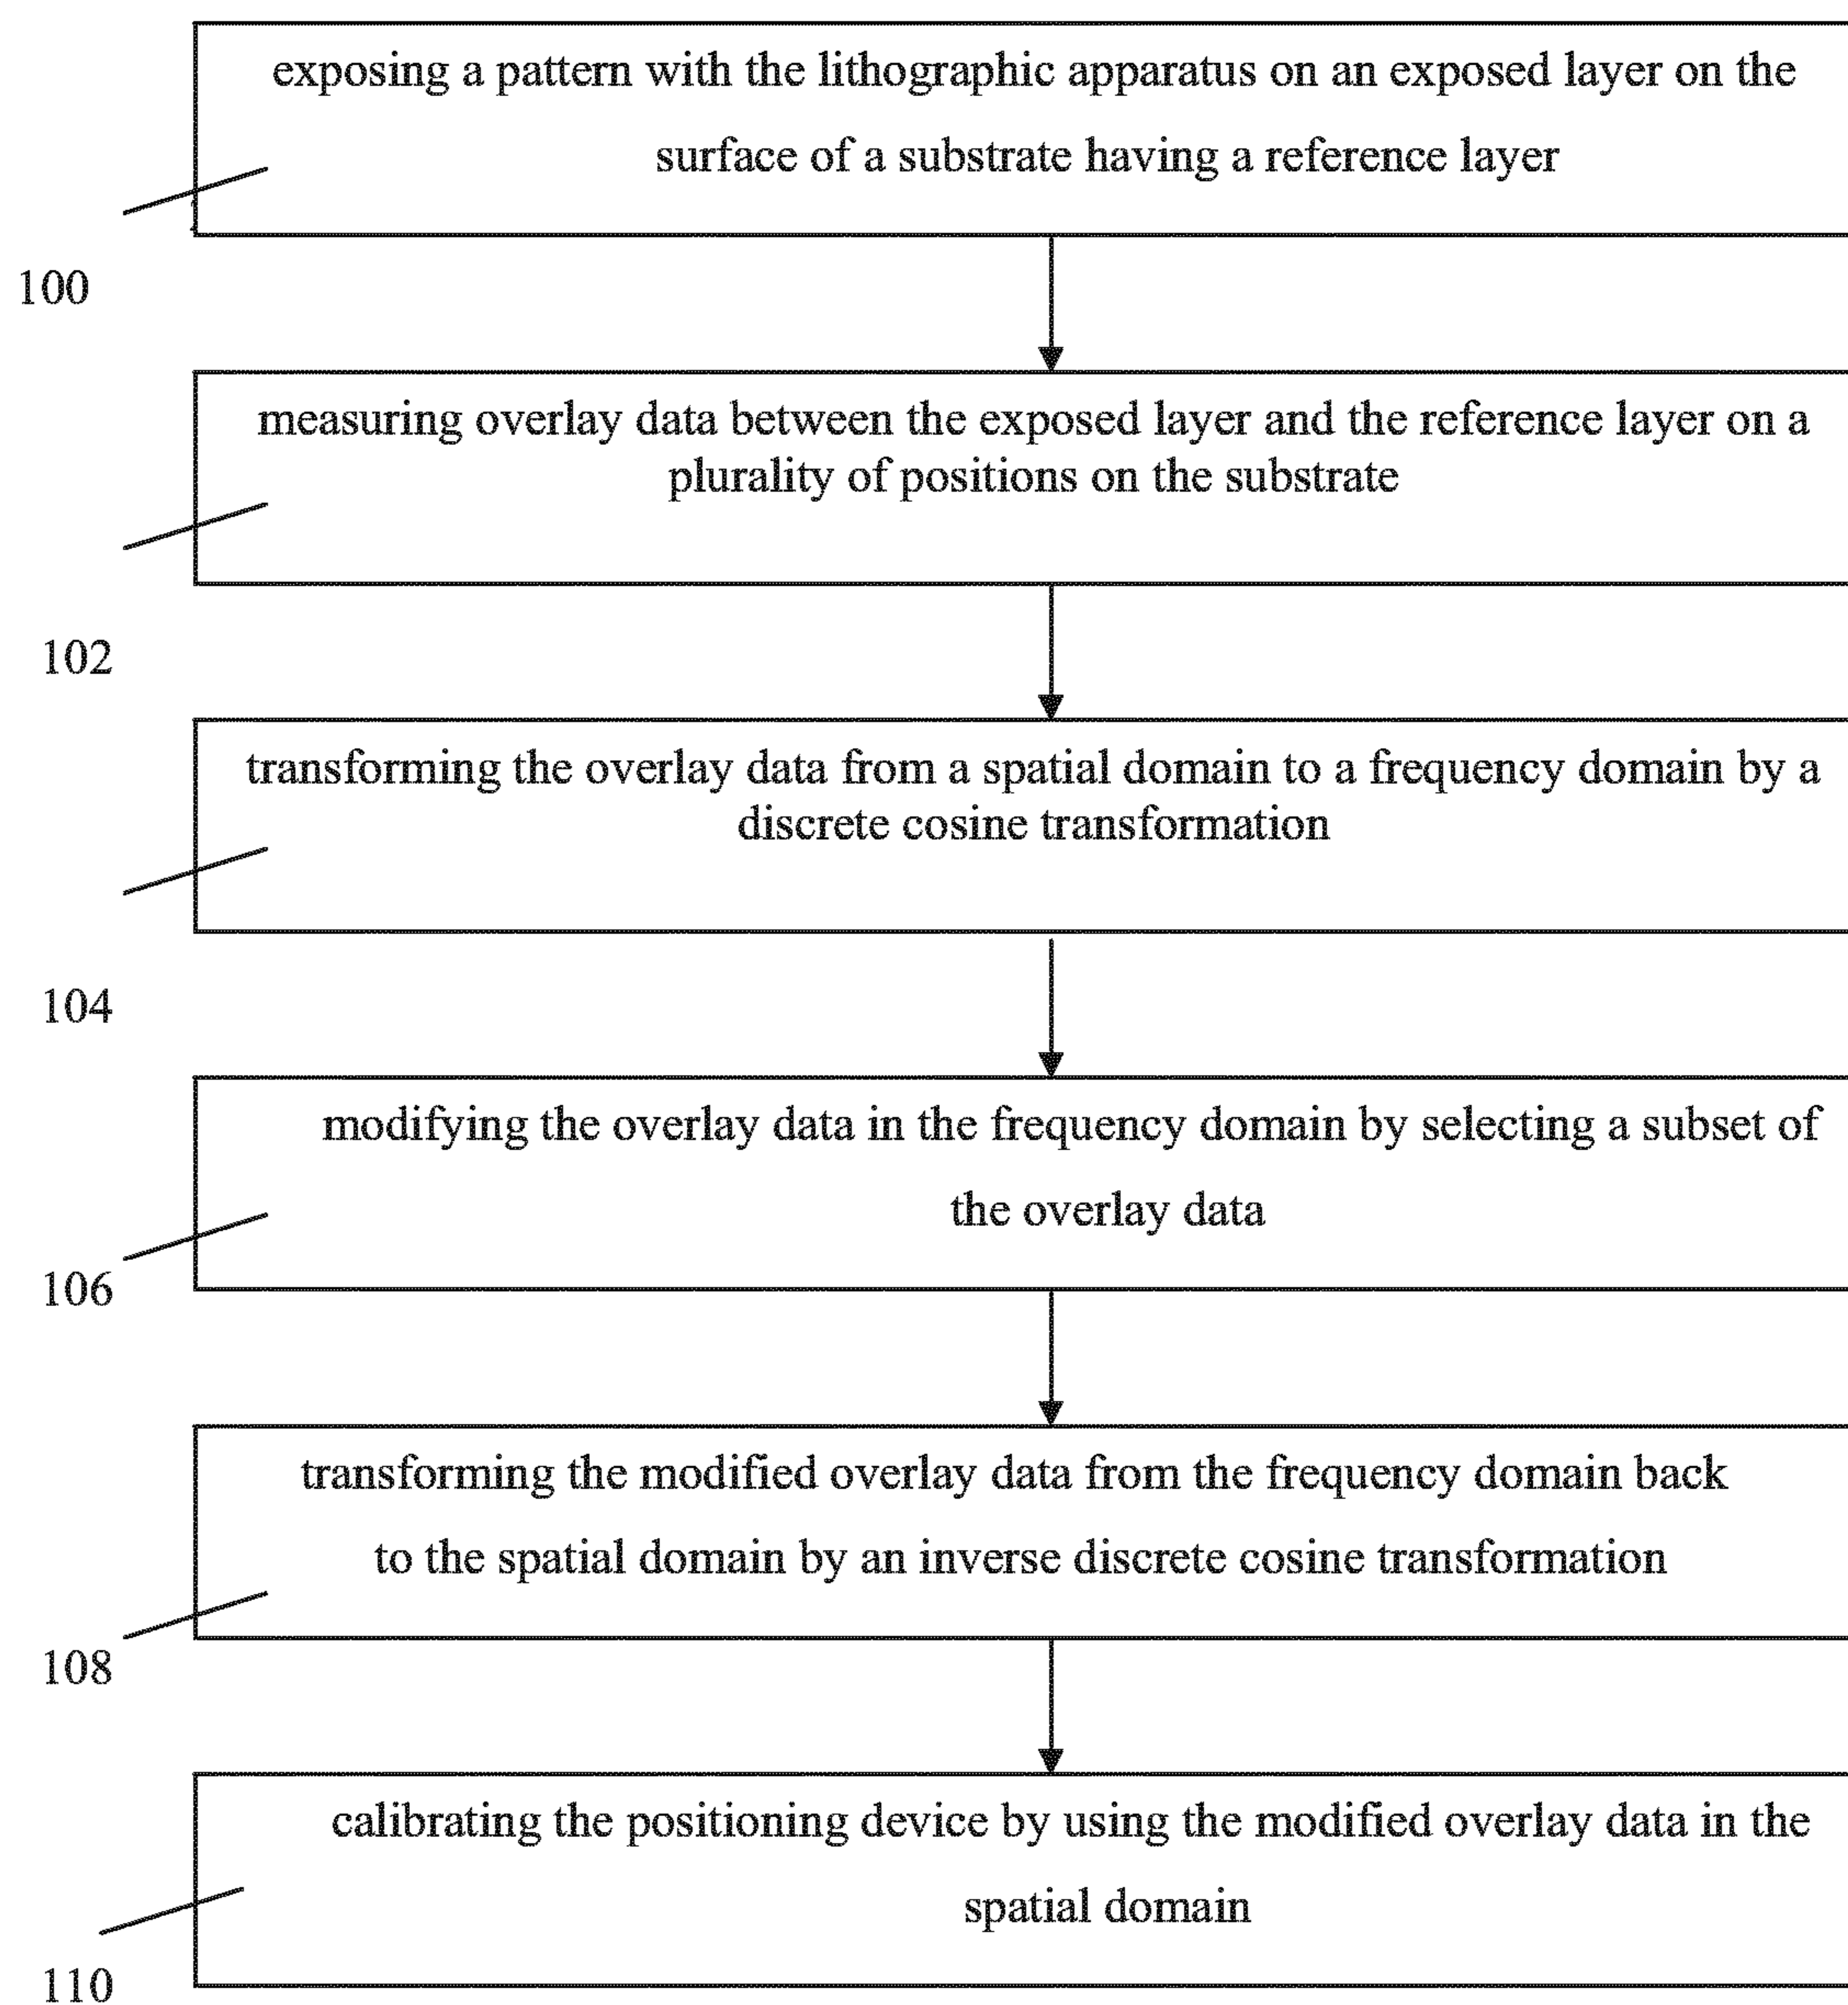 exposing a pattern with the lithographic apparatus on an exposed layer on the
surface of a substrate having a reference layer
100
measuring overlay data between the exposed layer and the reference layer on a
plurality of positions on the substrate
102
transforming the overlay data from a spatial domain to a frequency domain by a
discrete cosine transformation
104
modifying the overlay data in the frequency domain by selecting a subset of
the overlay data
106
transforming the modified overlay data from the frequency domain back
to the spatial domain by an inverse discrete cosine transformation
108
calibrating the positioning device by using the modified overlay data in the
spatial domain
110